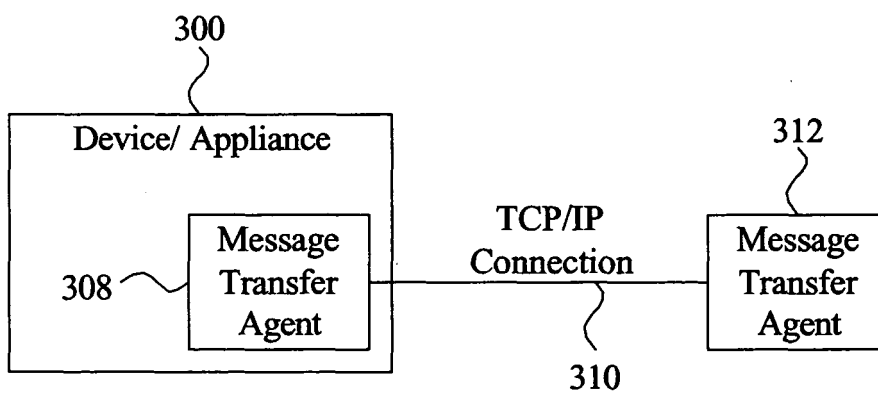 300
Device/ Appliance
312
Message
Transfer
Agent
308
TCP/IP
Connection
310
Message
Transfer
Agent